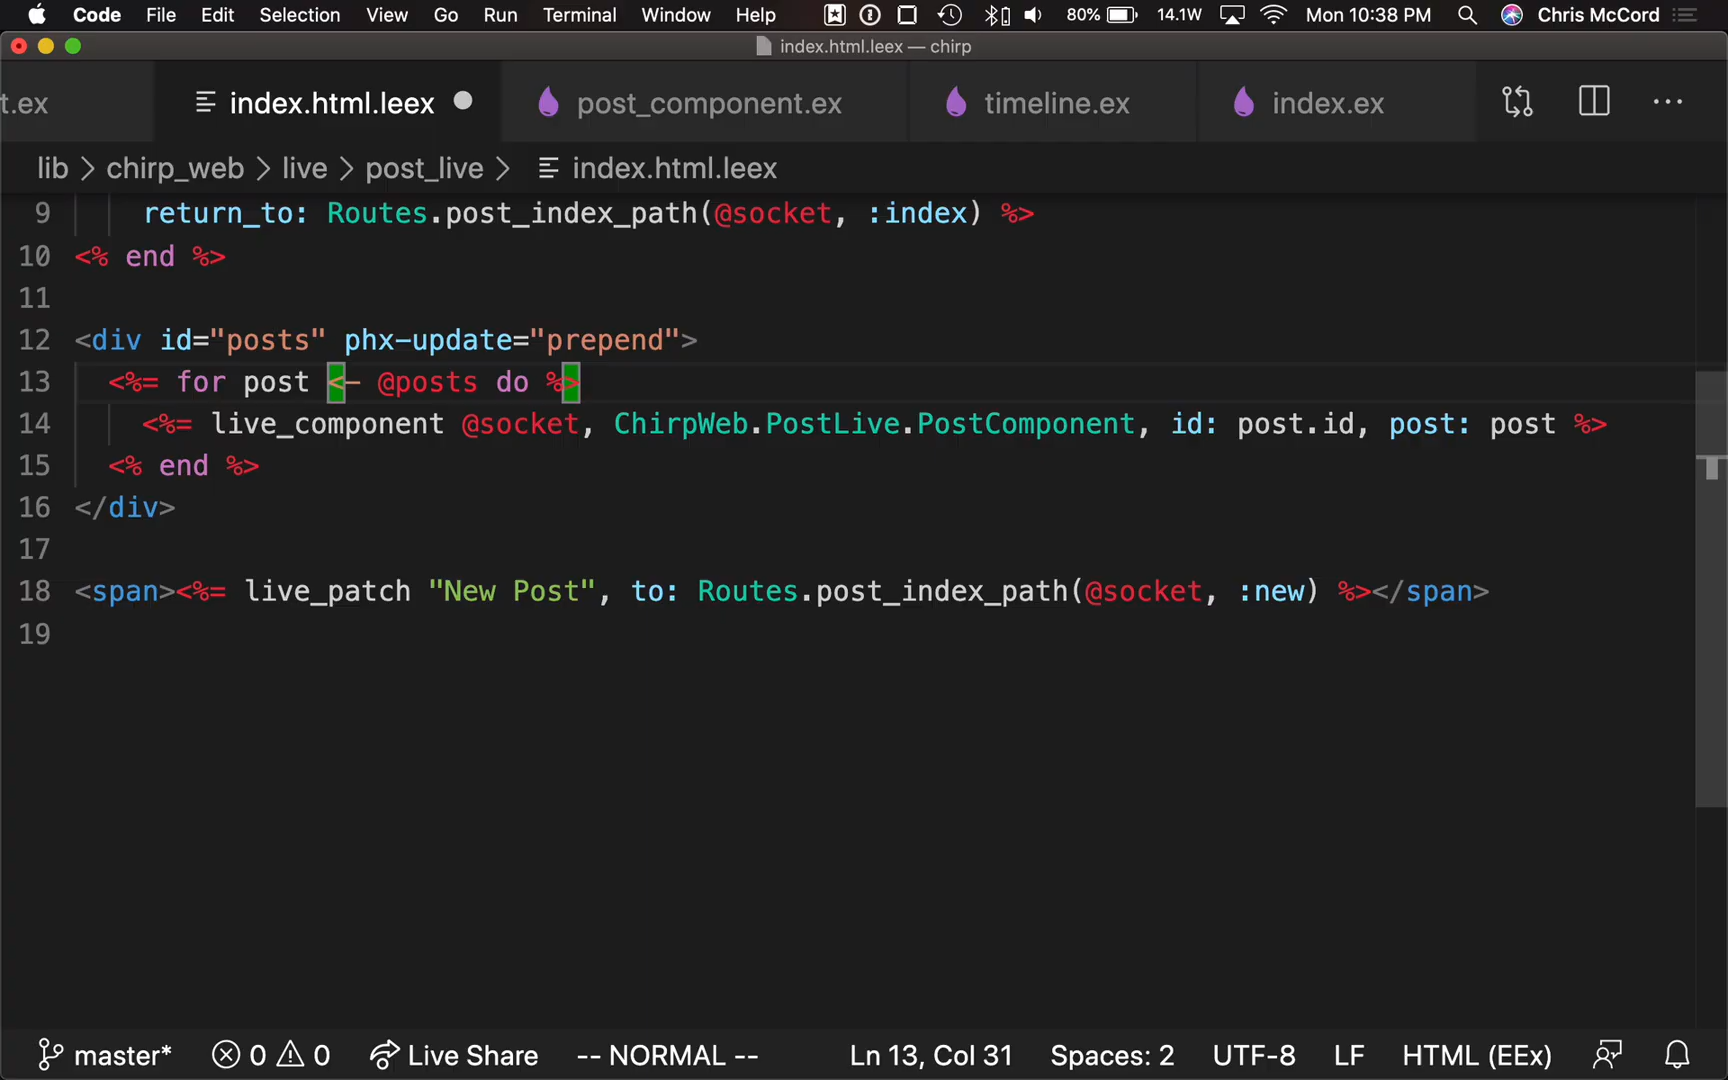 Code File Edit Selection View Go Run Terminal Window Help 80% 14.1W Mon 10:38 PM Chris McCord
index.html.leex — chirp
t.ex index.html.leex post_component.ex timeline.ex index.ex ...
lib > chirp_web > live > post_live > index.html.leex
9 return_to: Routes.post_index_path(@socket, :index) %>
10 <% end %>
11
12 <div id="posts" phx-update="prepend">
13 <%= for post <- @posts do %>
14 <%= live_component @socket, ChirpWeb.PostLive.PostComponent, id: post.id, post: post %>
15 <% end %>
16 </div>
17
18 <span><%= live_patch "New Post", to: Routes.post_index_path(@socket, :new) %></span>
19
master* 0 0 Live Share -- NORMAL -- Ln 13, Col 31 Spaces: 2 UTF-8 LF HTML (EEx)